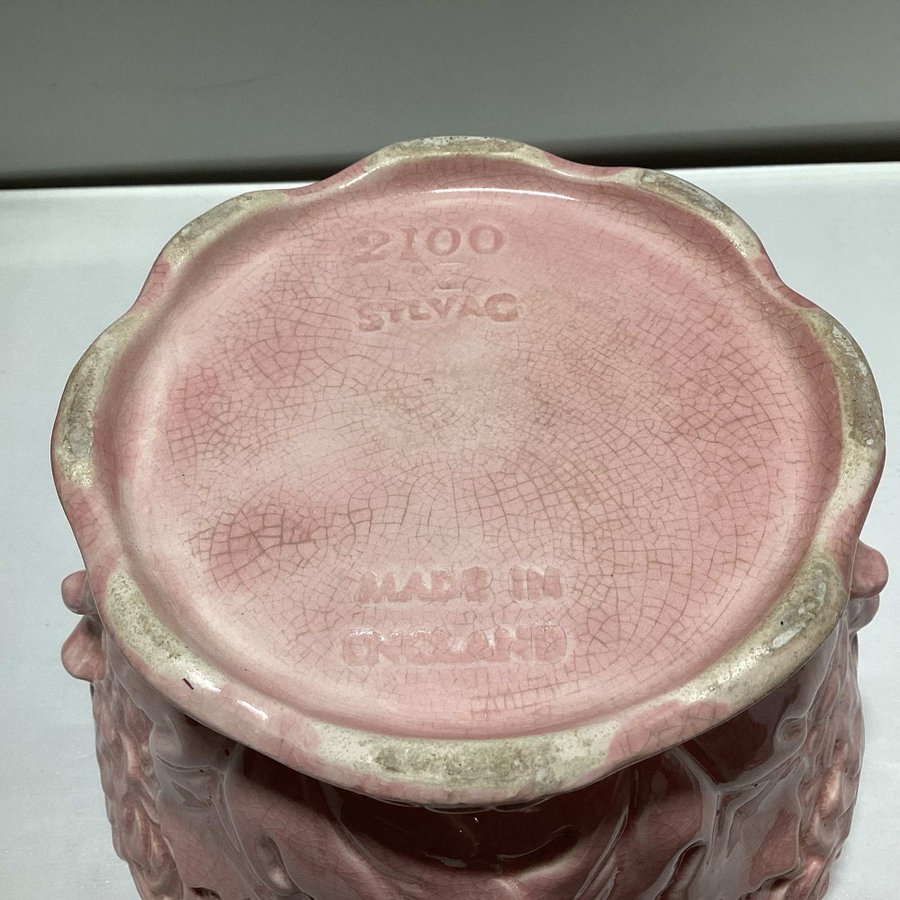 2100
SYLVAC
MADE IN
ENGLAND